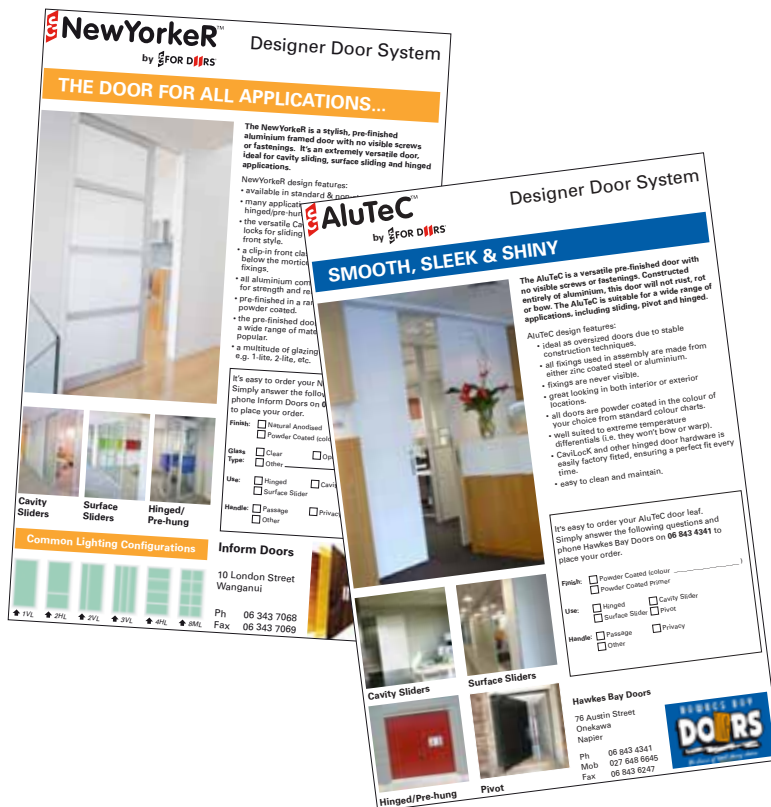 NewYorkeR™
by FOR DOORS
Designer Door System
THE DOOR FOR ALL APPLICATIONS...
The NewYorkeR is a stylish, pre-finished
aluminium framed door with no visible screws
or fastenings. It's an extremely versatile door,
ideal for cavity sliding, surface sliding and hinged
applications.
NewYorkeR design features:
• available in standard & non-
• many
hinged/pre-hun
• the versatile
locks for sliding
front style.
• a clip-in front
below the
fixings.
• all aluminium
for strength and
• pre-finished in a
powder coated.
• the pre-finished
a wide range of
popular.
• a multitude of glazing
e.g. 1-lite, 2-lite, etc.
It's easy to order your
Simply answer the
phone Inform Doors on
to place your order.
Finish: Natural Anodised
Powder Coated
Glass Type: Clear
Other
Use: Hinged
Surface Slider
Handle: Passage
Other
Cavity Sliders
Surface Sliders
Hinged/ Pre-hung
Common Lighting Configurations
1VL 2HL 2VL 3VL 4HL 8ML
Inform Doors
10 London Street
Wanganui
Ph 06 343 7068
Fax 06 343 7069
AluTeC™
by FOR DOORS
Designer Door System
SMOOTH, SLEEK & SHINY
The AluTeC is a versatile pre-finished door with
no visible screws or fastenings. Constructed
entirely of aluminium, this door will not rust, rot
or bow. The AluTeC is suitable for a wide range of
applications, including sliding, pivot and hinged.
AluTeC design features:
• ideal as oversized doors due to stable
construction techniques.
• all fixings used in assembly are made from
either zinc coated steel or aluminium.
• fixings are never visible.
• great looking in both interior or exterior
locations.
• all doors are powder coated in the colour of
your choice from standard colour charts.
• well suited to extreme temperature
differentials (i.e. they won't bow or warp).
• CaviLocK and other hinged door hardware is
easily factory fitted, ensuring a perfect fit every
time.
• easy to clean and maintain.
It's easy to order your AluTeC door leaf.
Simply answer the following questions and
phone Hawkes Bay Doors on 06 843 4341 to
place your order.
Finish: Powder Coated (colour ____________ )
Powder Coated Primer
Use: Hinged Cavity Slider
Surface Slider Pivot
Handle: Passage Privacy
Other
Cavity Sliders
Surface Sliders
Hinged/Pre-hung
Pivot
Hawkes Bay Doors
76 Austin Street
Onekawa
Napier
Ph 06 843 4341
Mob 027 648 6645
Fax 06 843 6247
HAWKES BAY
DOORS